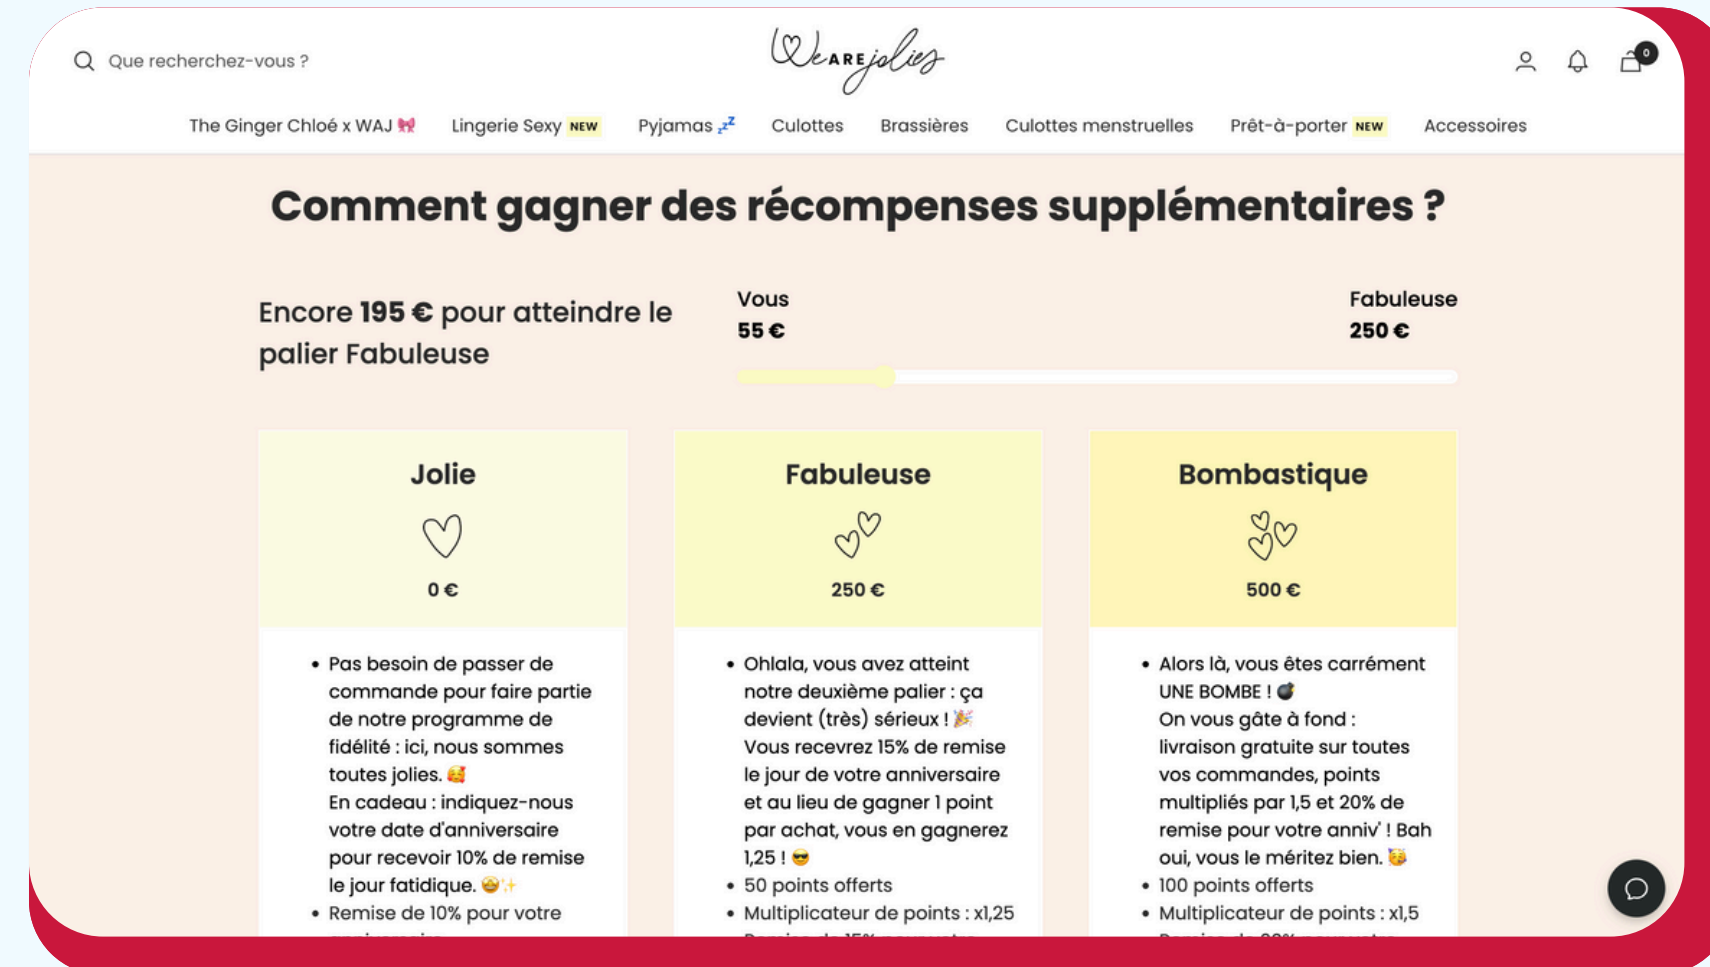 Que recherchez-vous ?
We ARE jolies
0
The Ginger Chloé x WAJ 🎀 Lingerie Sexy NEW Pyjamas 💤 Culottes Brassières Culottes menstruelles Prêt-à-porter NEW Accessoires
Comment gagner des récompenses supplémentaires ?
Encore 195 € pour atteindre le
palier Fabuleuse
Vous
55 €
Fabuleuse
250 €
Jolie
0 €
• Pas besoin de passer de
commande pour faire partie
de notre programme de
fidélité : ici, nous sommes
toutes jolies. 🥰
En cadeau : indiquez-nous
votre date d'anniversaire
pour recevoir 10% de remise
le jour fatidique. 🤩✨
• Remise de 10% pour votre
Fabuleuse
250 €
• Ohlala, vous avez atteint
notre deuxième palier : ça
devient (très) sérieux ! 🎉
Vous recevrez 15% de remise
le jour de votre anniversaire
et au lieu de gagner 1 point
par achat, vous en gagnerez
1,25 ! 😎
• 50 points offerts
• Multiplicateur de points : x1,25
Bombastique
500 €
• Alors là, vous êtes carrément
UNE BOMBE ! 💣
On vous gâte à fond :
livraison gratuite sur toutes
vos commandes, points
multipliés par 1,5 et 20% de
remise pour votre anniv' ! Bah
oui, vous le méritez bien. 🥳
• 100 points offerts
• Multiplicateur de points : x1,5